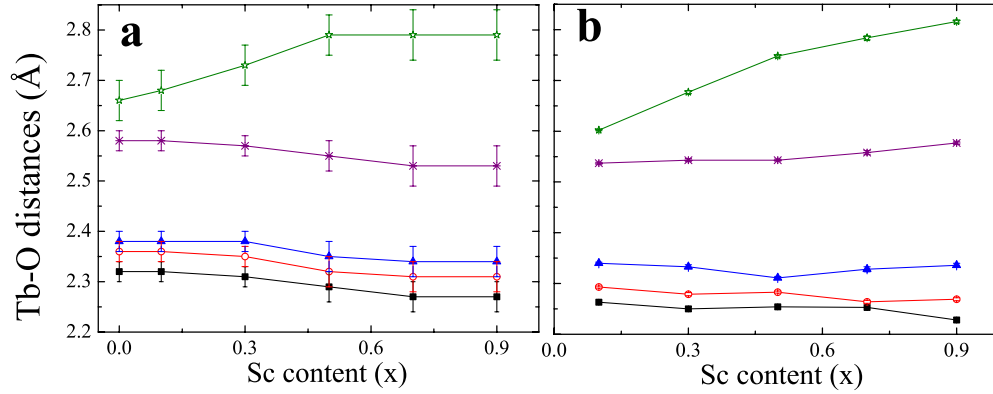 a
b
2.8
2.7
2.6
2.5
2.4
2.3
2.2
Tb-O distances (Å)
0.0 0.3 0.6 0.9
0.0 0.3 0.6 0.9
Sc content (x)
Sc content (x)